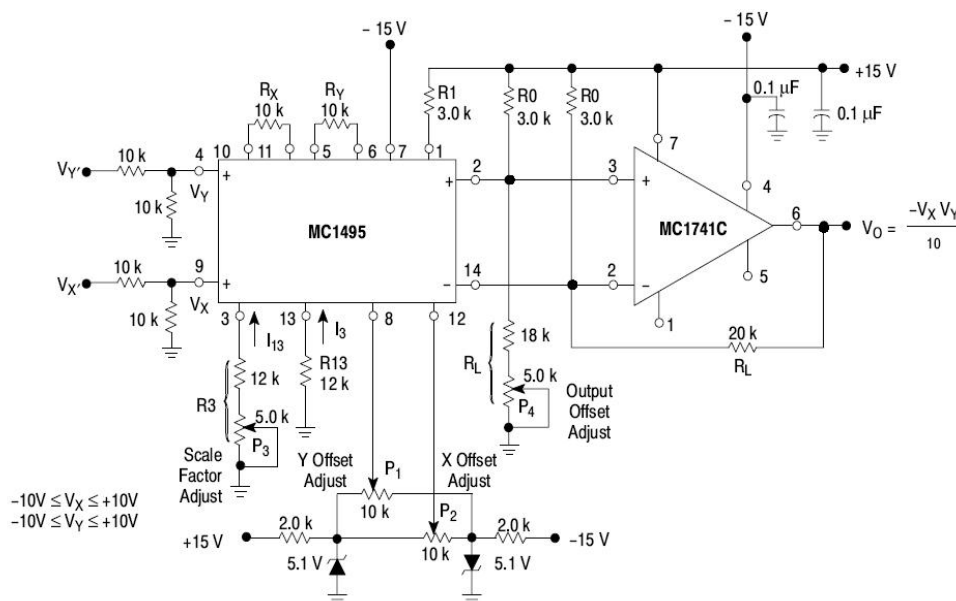 – 15 V
– 15 V
+15 V
RX
10 k
RY
10 k
R1
3.0 k
R0
3.0 k
R0
3.0 k
0.1 µF
0.1 µF
10 k
4
10
11
5
6
7
1
2
3
7
4
6
VY′
VY
+
10 k
MC1495
+
+
MC1741C
VO =
–VX VY
10
5
10 k
9
VX′
VX
+
10 k
14
–
2
–
1
3
13
8
12
I13
I3
18 k
20 k
RL
RL
R3
12 k
R13
12 k
5.0 k
P4
Output
Offset
Adjust
5.0 k
P3
Scale
Factor
Adjust
Y Offset
Adjust
P1
X Offset
Adjust
10 k
P2
–10V ≤ VX ≤ +10V
–10V ≤ VY ≤ +10V
+15 V
2.0 k
10 k
2.0 k
–15 V
5.1 V
5.1 V